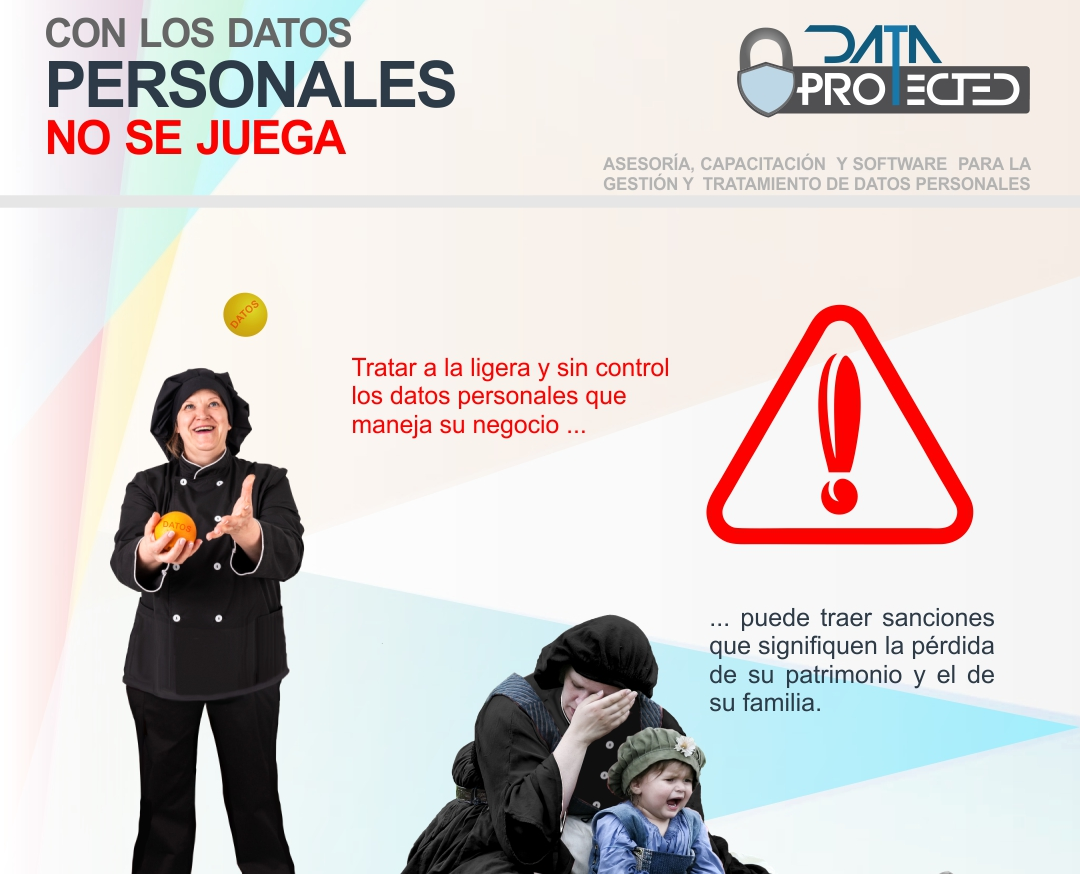 CON LOS DATOS
PERSONALES
NO SE JUEGA
DATA
PROTECTED
ASESORÍA, CAPACITACIÓN Y SOFTWARE PARA LA
GESTIÓN Y TRATAMIENTO DE DATOS PERSONALES
DATOS
Tratar a la ligera y sin control
los datos personales que
maneja su negocio ...
DATOS
... puede traer sanciones
que signifiquen la pérdida
de su patrimonio y el de
su familia.